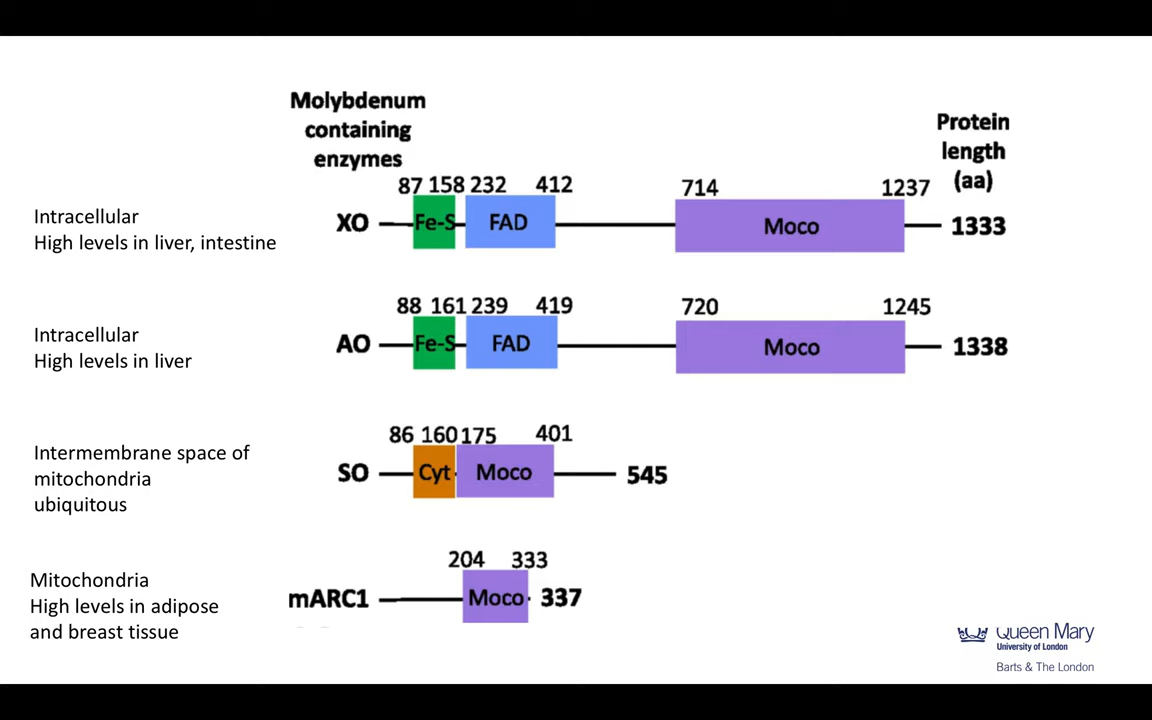 Molybdenum
containing
enzymes
Protein
length
(aa)
87 158 232 412 714 1237
Intracellular
High levels in liver, intestine
XO Fe-S FAD Moco 1333
88 161 239 419 720 1245
Intracellular
High levels in liver
AO Fe-S FAD Moco 1338
86 160 175 401
Intermembrane space of
mitochondria
ubiquitous
SO Cyt Moco 545
204 333
Mitochondria
High levels in adipose
and breast tissue
mARC1 Moco 337
Queen Mary
University of London
Barts & The London